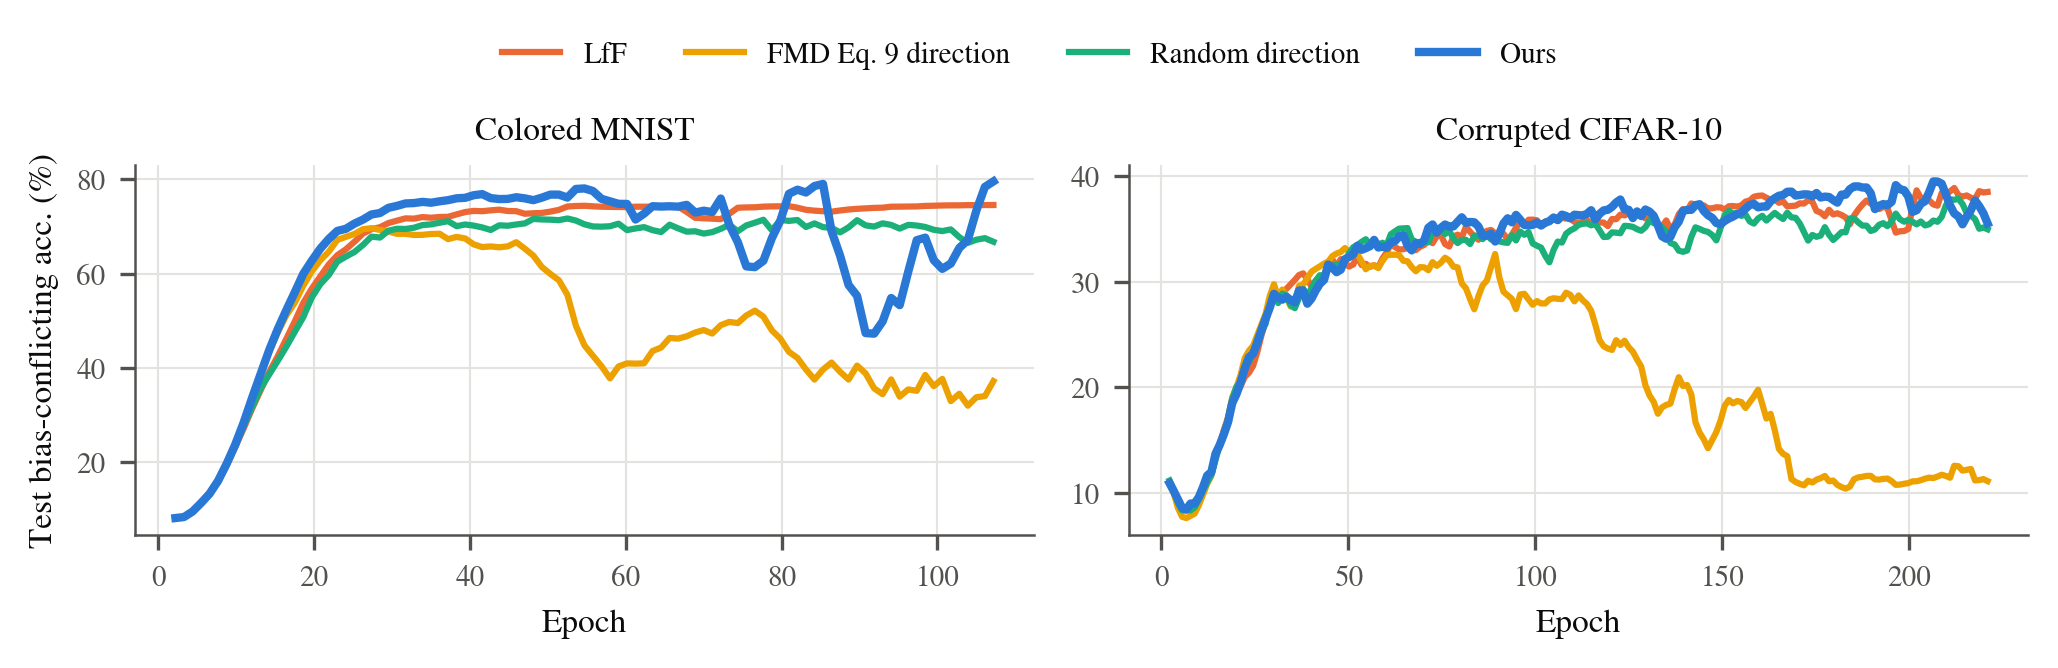 LfF
FMD Eq. 9 direction
Random direction
Ours
Colored MNIST
Test bias-conflicting acc. (%)
80
60
40
20
0
20
40
60
80
100
Epoch
Corrupted CIFAR-10
40
30
20
10
0
50
100
150
200
Epoch